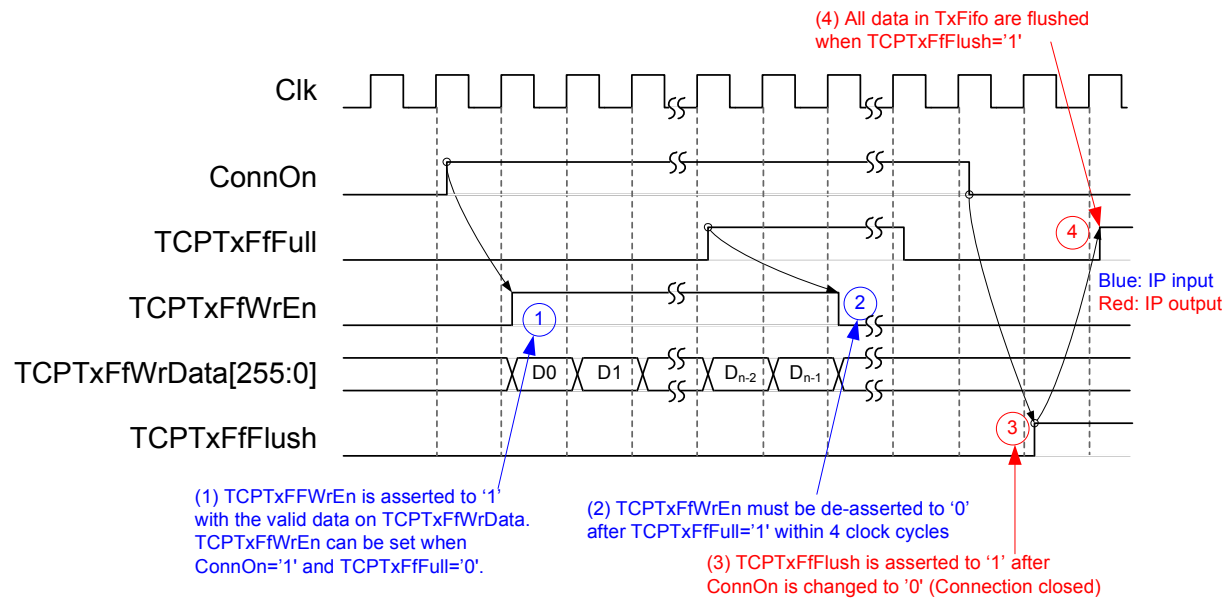 (4) All data in TxFifo are flushed
when TCPTxFfFlush='1'
Clk
ConnOn
TCPTxFfFull
4
Blue: IP input
Red: IP output
TCPTxFfWrEn
1
2
TCPTxFfWrData[255:0]
D0
D1
Dn-2
Dn-1
TCPTxFfFlush
3
(1) TCPTxFFWrEn is asserted to ‘1’
with the valid data on TCPTxFfWrData.
TCPTxFfWrEn can be set when
ConnOn=’1' and TCPTxFfFull=’0'.
(2) TCPTxFfWrEn must be de-asserted to ‘0’
after TCPTxFfFull=’1' within 4 clock cycles
(3) TCPTxFfFlush is asserted to ‘1’ after
ConnOn is changed to ’0' (Connection closed)